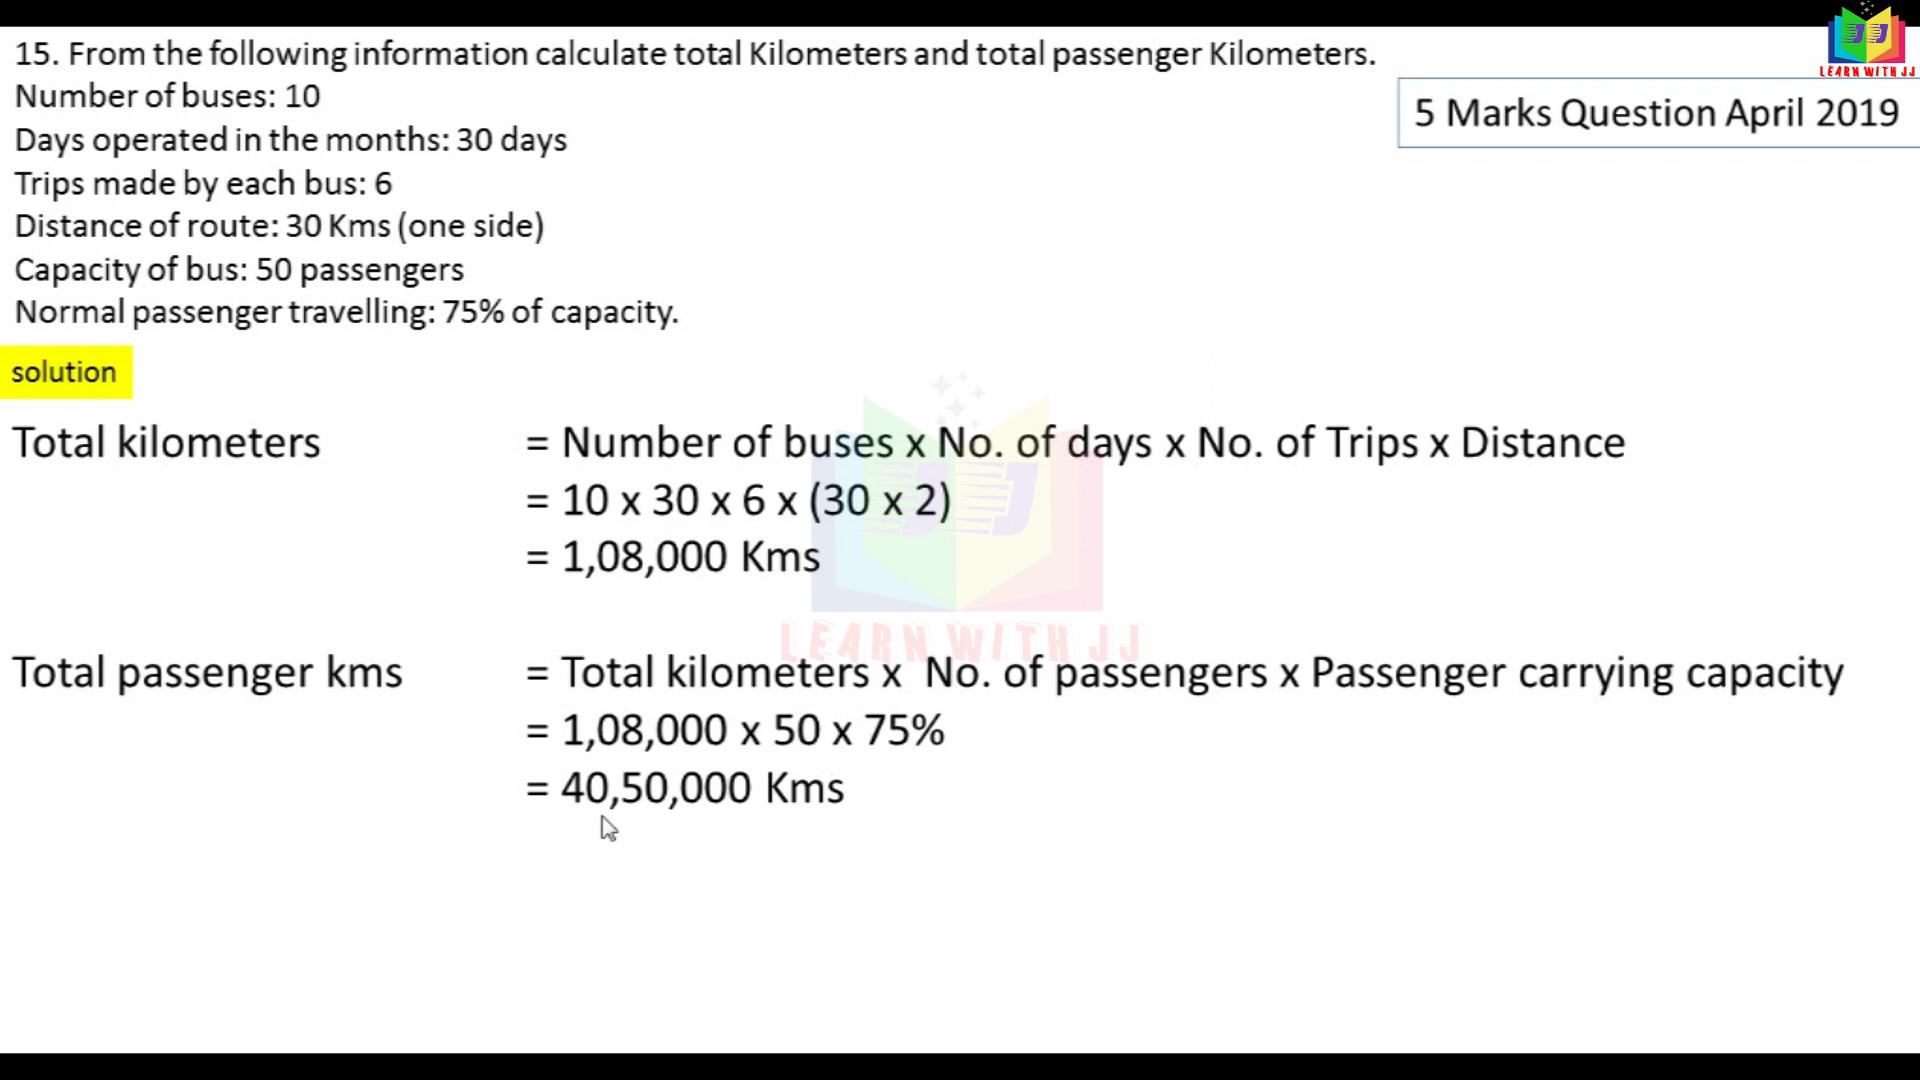 15. From the following information calculate total Kilometers and total passenger Kilometers.
Number of buses: 10
Days operated in the months: 30 days
Trips made by each bus: 6
Distance of route: 30 Kms (one side)
Capacity of bus: 50 passengers
Normal passenger travelling: 75% of capacity.
JJ
LEARN WITH JJ
5 Marks Question April 2019
solution
Total kilometers = Number of buses x No. of days x No. of Trips x Distance
= 10 x 30 x 6 x (30 x 2)
= 1,08,000 Kms
JJ
LEARN WITH JJ
Total passenger kms = Total kilometers x No. of passengers x Passenger carrying capacity
= 1,08,000 x 50 x 75%
= 40,50,000 Kms